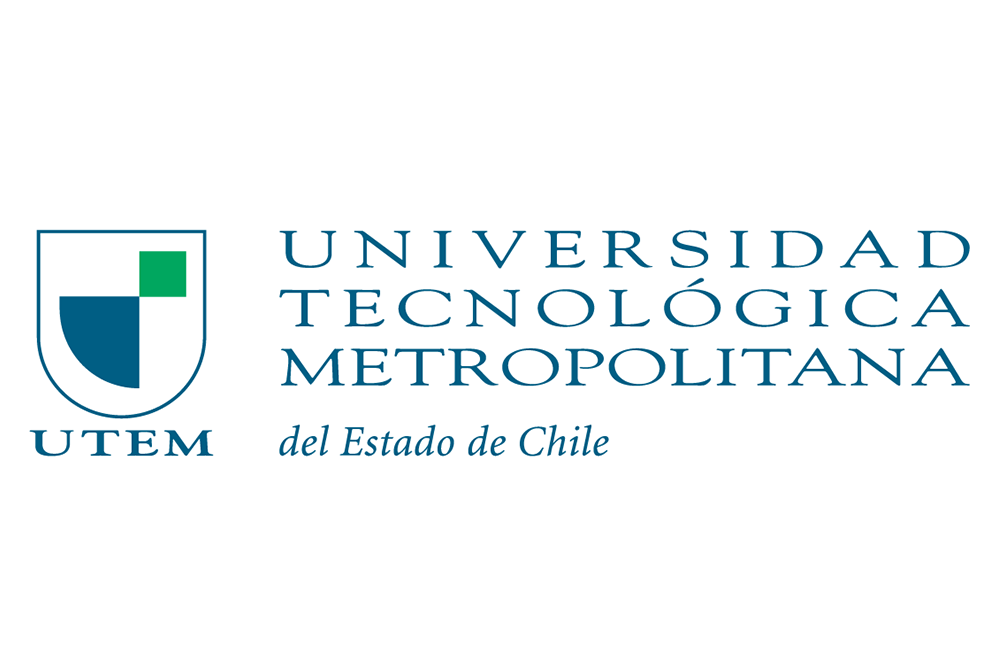 UTEM
UNIVERSIDAD
TECNOLÓGICA
METROPOLITANA
del Estado de Chile